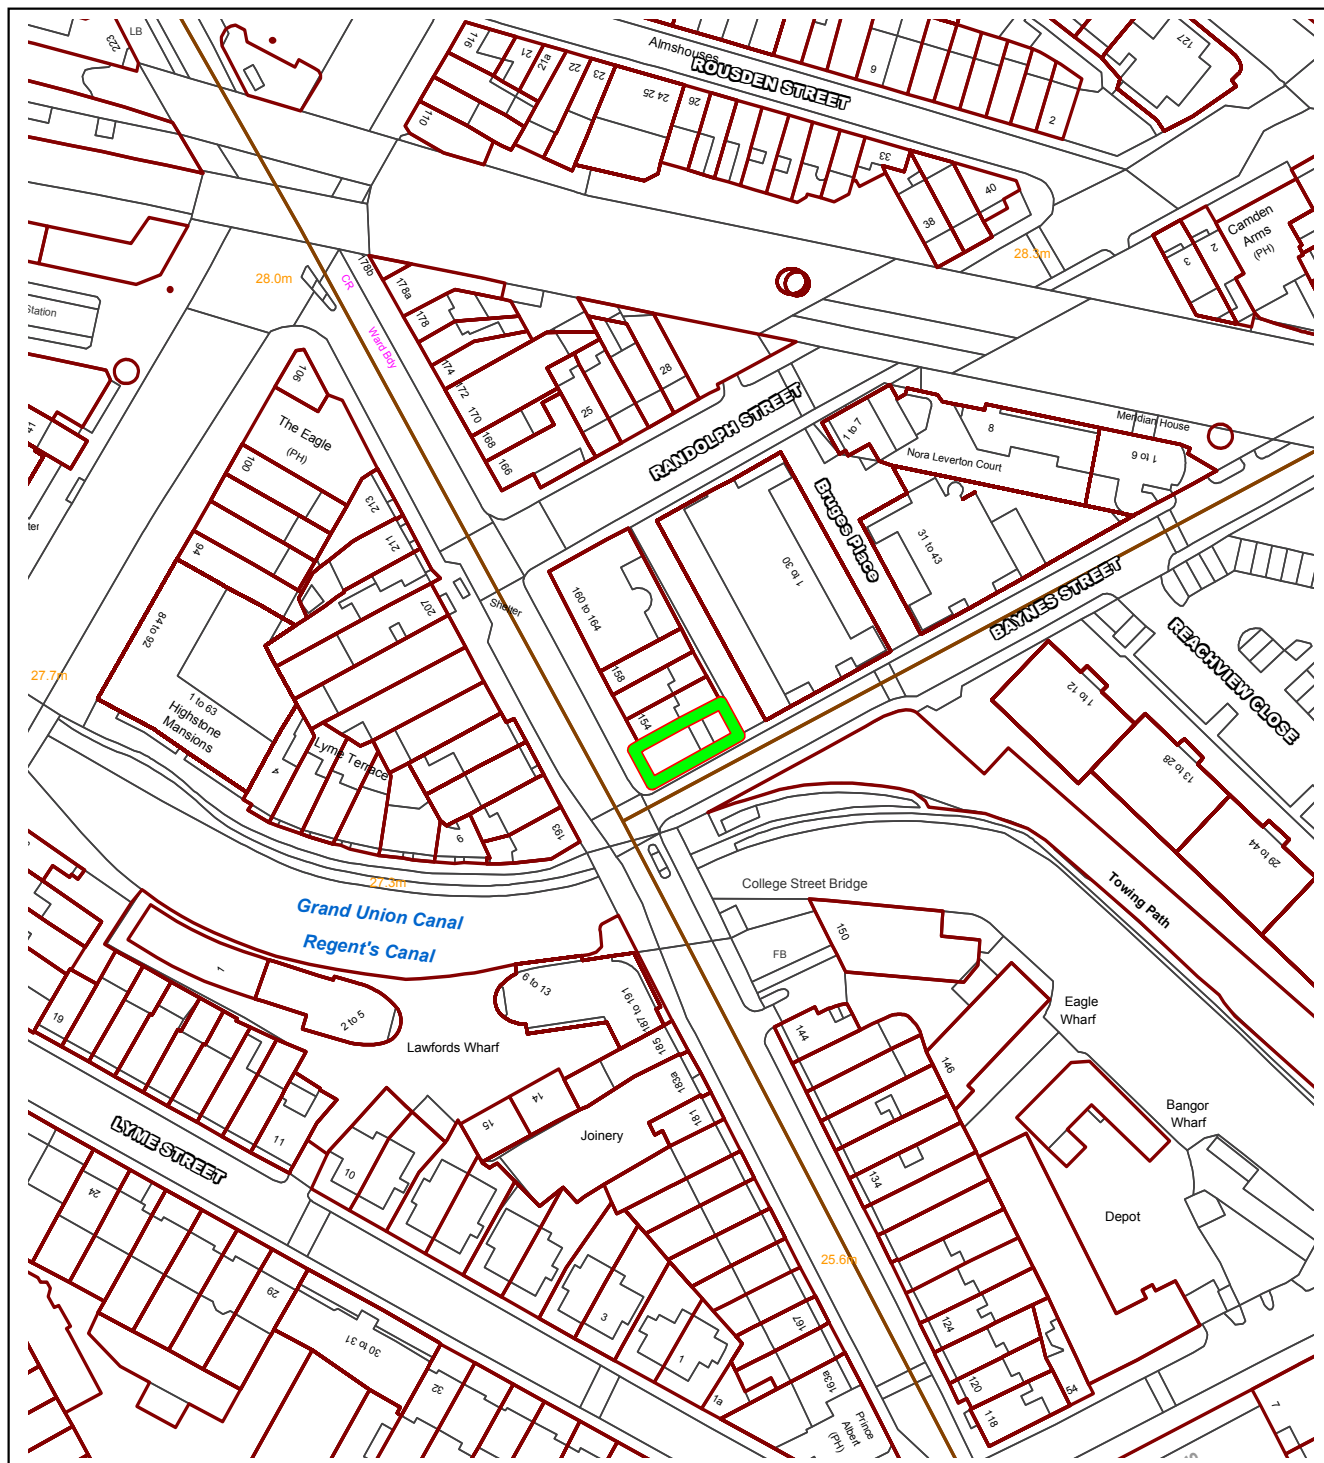 223
LB
116
21
21a
22
23
24 25
26
110
Almshouses
ROUSDEN STREET
9
2
127
33
38
40
28.3m
3
2
Camden
Arms
(PH)
28.0m
CR
Ward Bdy
178b
178a
178
174
172
170
168
166
25
28
Station
106
The Eagle
(PH)
100
94
84 to 92
213
211
207
Shelter
RANDOLPH STREET
1 to 7
8
Nora Leverton Court
Meridian House
1 to 6
Bruges Place
31 to 43
1 to 30
160 to 164
158
154
BAYNES STREET
REACHVIEW CLOSE
1 to 12
13 to 28
29 to 44
27.7m
1 to 63
Highstone
Mansions
Lyme Terrace
4
9
193
27.3m
Grand Union Canal
Regent's Canal
College Street Bridge
Towing Path
FB
150
Eagle
Wharf
Bangor
Wharf
Depot
1
2 to 5
6 to 13
187 to 191
185
183a
181
Lawfords Wharf
19
11
10
15
14
Joinery
LYME STREET
24
29
30 to 31
32
3
1
1a
167
163a
Prince
Albert
(PH)
144
146
134
124
120
118
54
25.6m
7